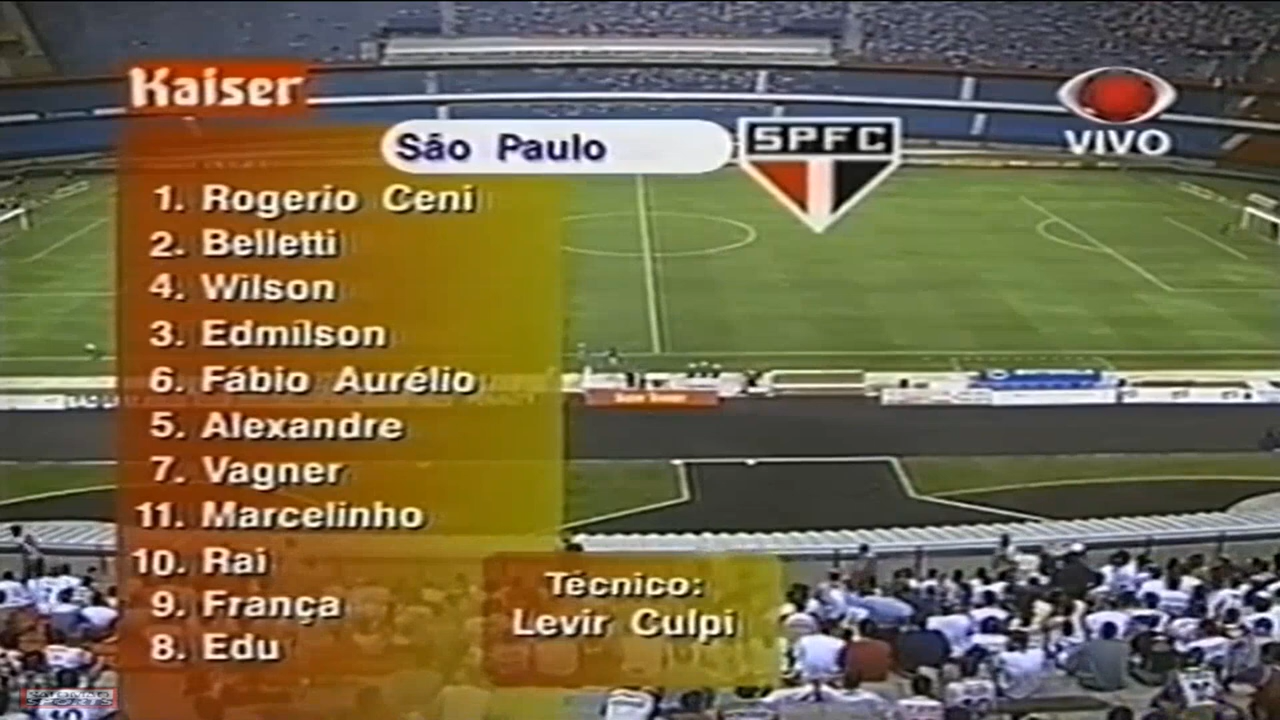 Kaiser
VIVO
São Paulo
SPFC
1. Rogerio Ceni
2. Belletti
4. Wilson
3. Edmilson
6. Fábio Aurélio
5. Alexandre
7. Vagner
11. Marcelinho
10. Rai
9. França
8. Edu
Técnico:
Levir Culpi
SPORTS